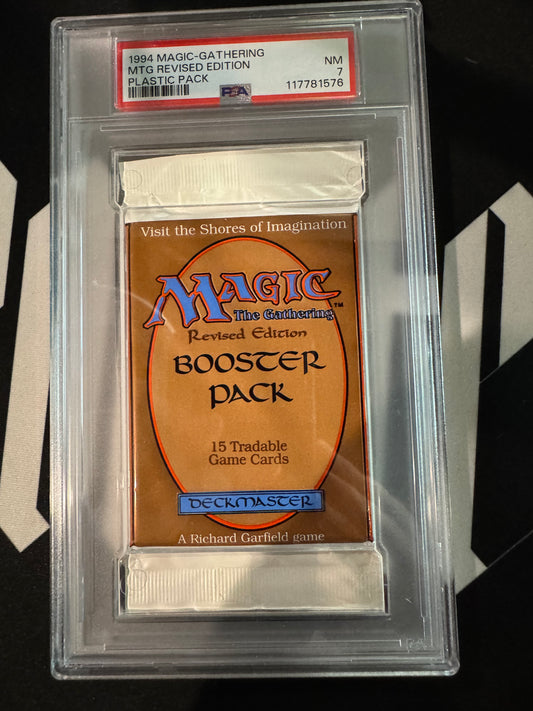 1994 MAGIC-GATHERING
MTG REVISED EDITION
PLASTIC PACK
NM
7
PSA
117781576
Visit the Shores of Imagination
MAGIC™
The Gathering
Revised Edition
BOOSTER
PACK
15 Tradable
Game Cards
DECKMASTER
A Richard Garfield game